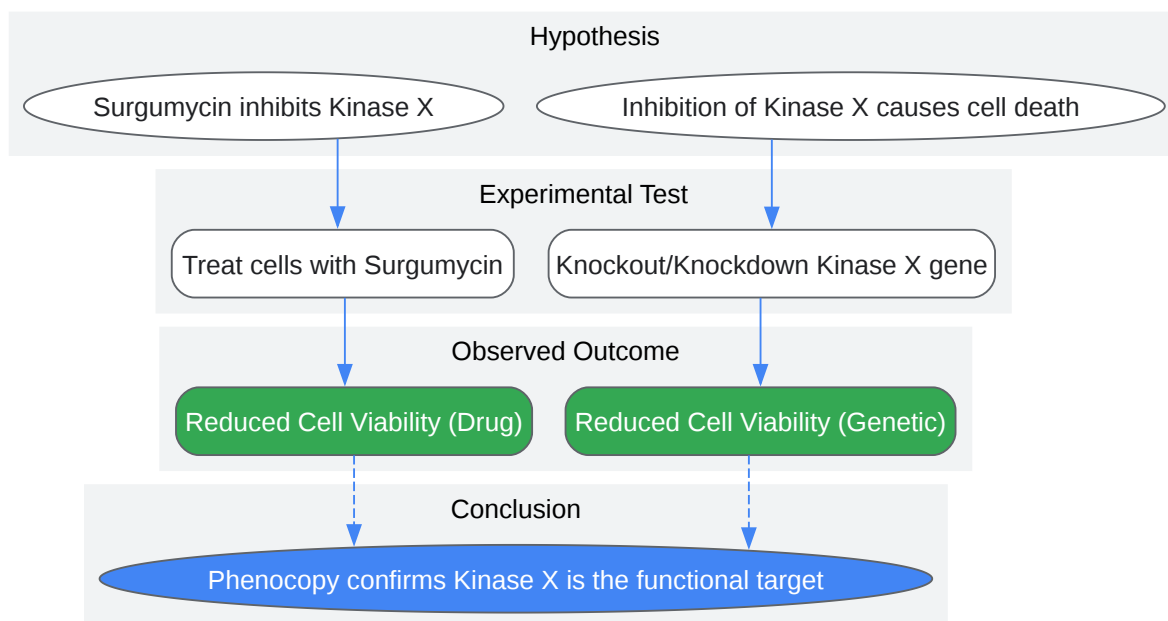 Hypothesis
Surgumycin inhibits Kinase X
Inhibition of Kinase X causes cell death
Experimental Test
Treat cells with Surgumycin
Knockout/Knockdown Kinase X gene
Observed Outcome
Reduced Cell Viability (Drug)
Reduced Cell Viability (Genetic)
Conclusion
Phenocopy confirms Kinase X is the functional target